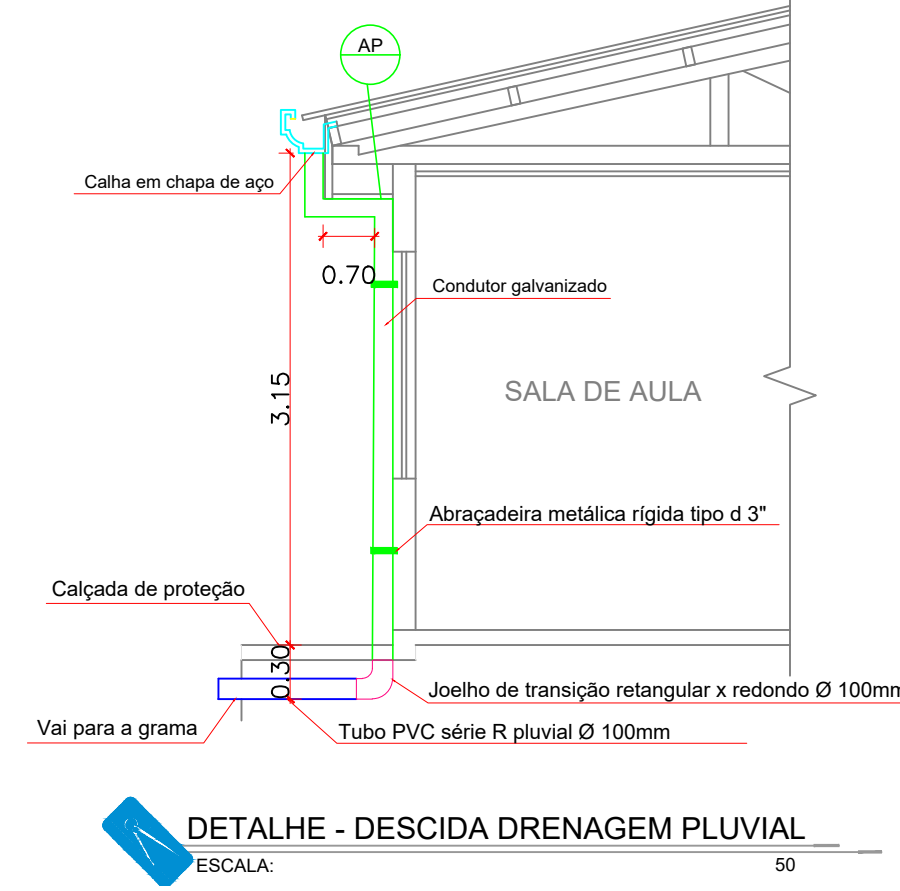 AP
Calha em chapa de aço
0.70
Condutor galvanizado
3.15
SALA DE AULA
Abraçadeira metálica rígida tipo d 3"
Calçada de proteção
0.30
Joelho de transição retangular x redondo Ø 100mm
Vai para a grama
Tubo PVC série R pluvial Ø 100mm
DETALHE - DESCIDA DRENAGEM PLUVIAL
ESCALA: 50